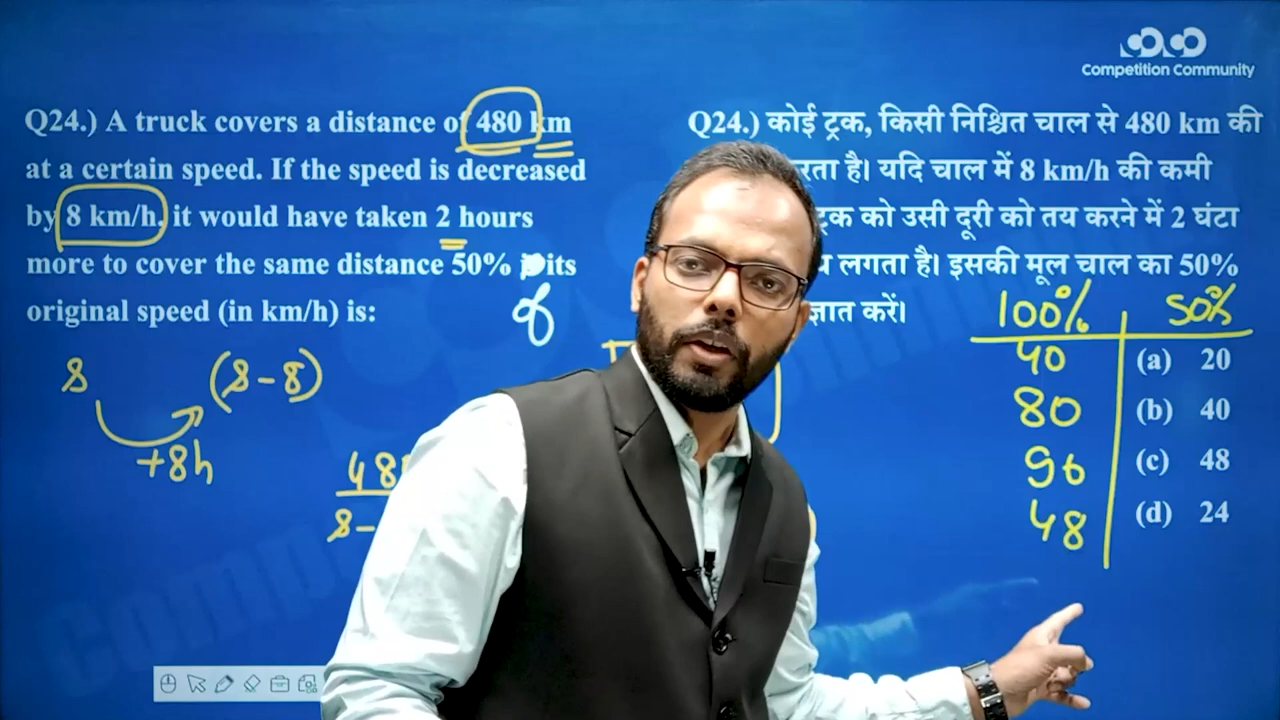 Competition Community
Q24.) A truck covers a distance of 480 km
at a certain speed. If the speed is decreased
by 8 km/h, it would have taken 2 hours
more to cover the same distance 50% its
original speed (in km/h) is:
Q24.) कोई ट्रक, किसी निश्चित चाल से 480 km की
है। यदि चाल में 8 km/h की कमी
को उसी दूरी को तय करने में 2 घंटा
लगता है। इसकी मूल चाल का 50%
ज्ञात करें।
100% 50%
40 (a) 20
80 (b) 40
96 (c) 48
48 (d) 24
(8-8)
+8h